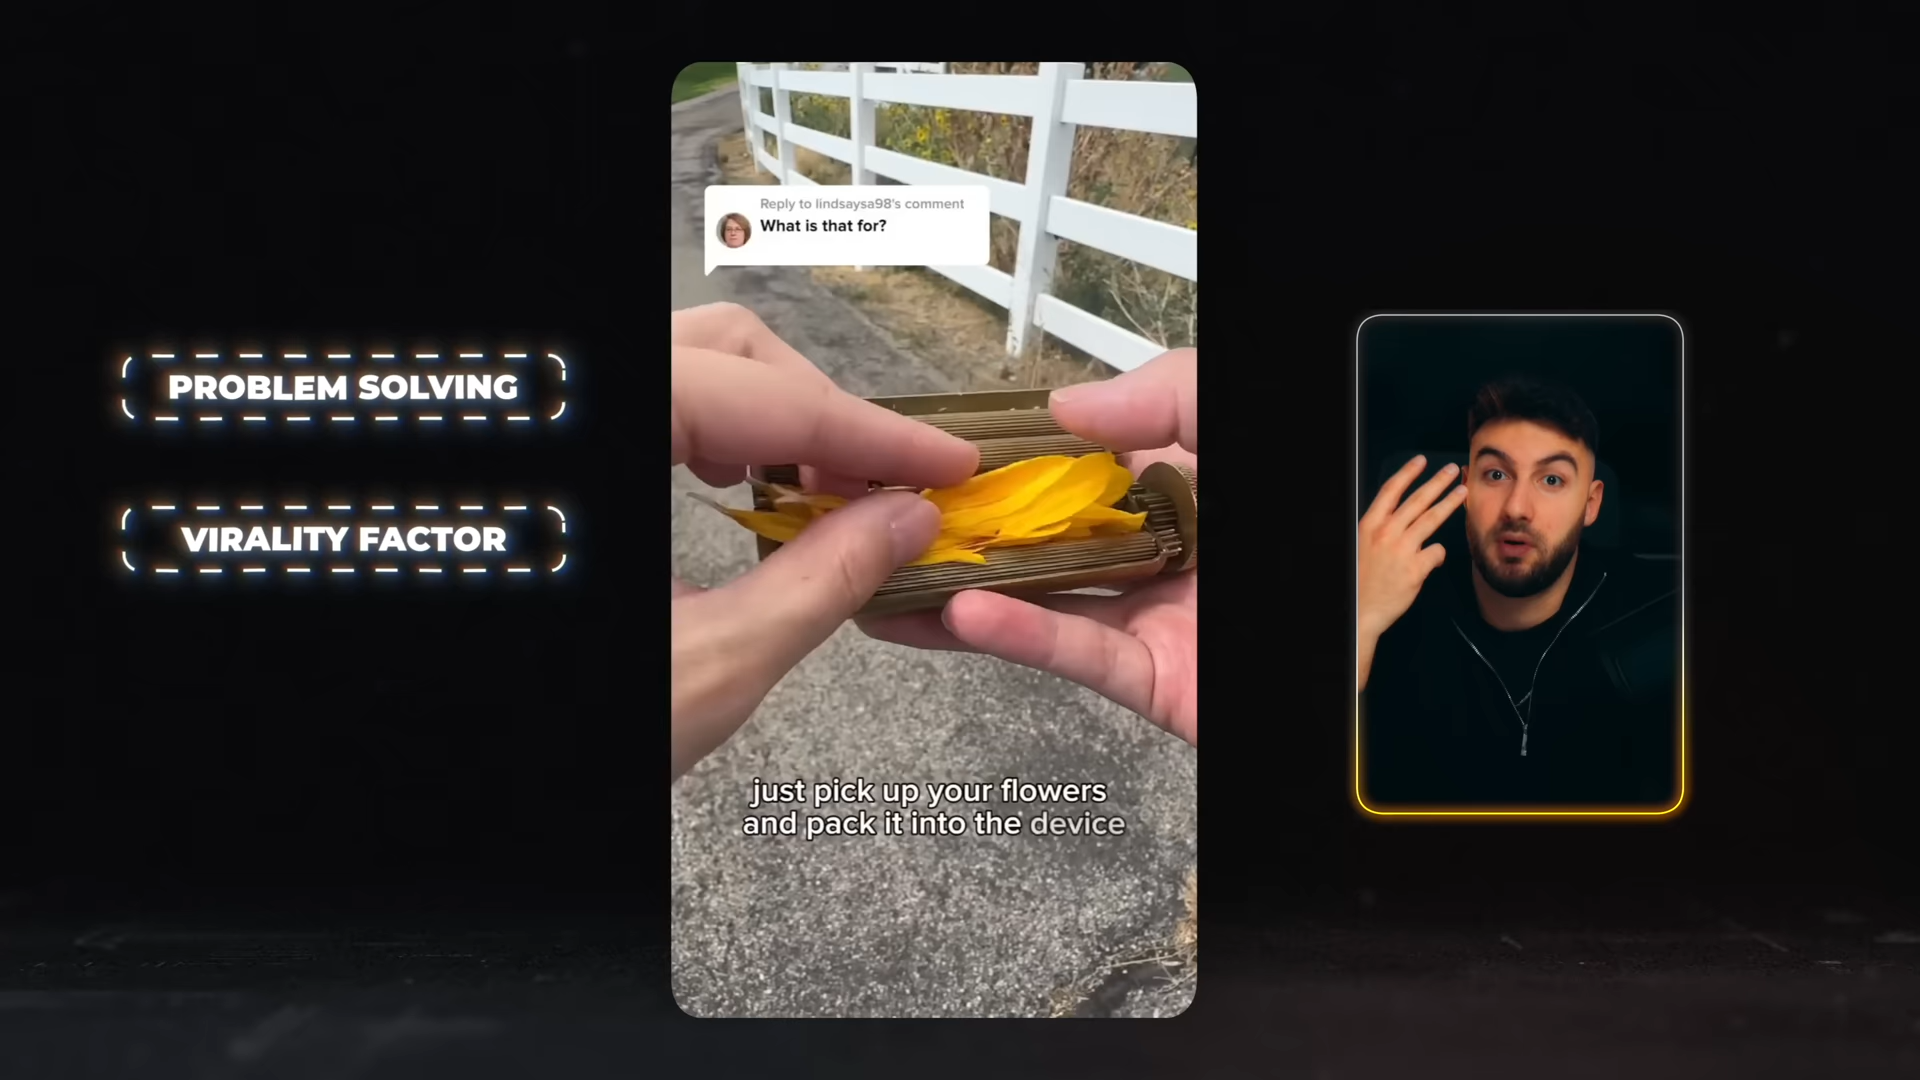 PROBLEM SOLVING
VIRALITY FACTOR
Reply to lindsaysa98's comment
What is that for?
just pick up your flowers
and pack it into the device